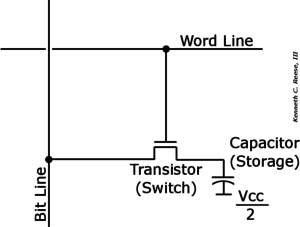 Word Line
Kenneth C. Reese, III
Capacitor
(Storage)
Transistor
(Switch)
Bit Line
Vcc
2